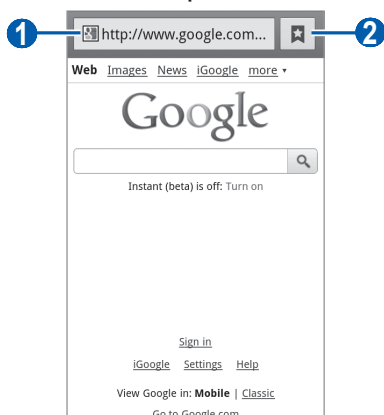 1 http://www.google.com... 2
Web Images News iGoogle more
Google
Instant (beta) is off: Turn on
Sign in
iGoogle Settings Help
View Google in: Mobile | Classic
Go to Google.com